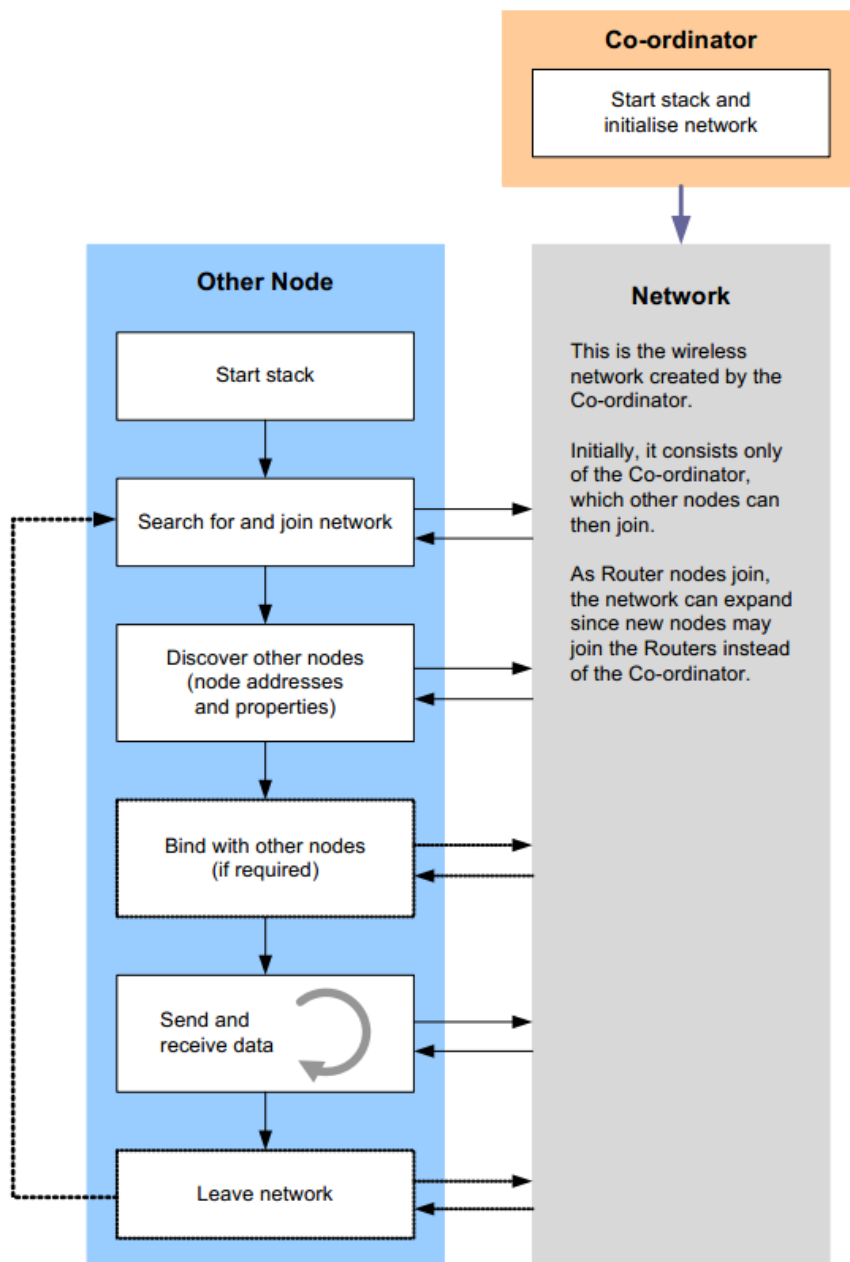 Co-ordinator
Start stack and
initialise network
Other Node
Start stack
Search for and join network
Discover other nodes
(node addresses
and properties)
Bind with other nodes
(if required)
Send and
receive data
Leave network
Network
This is the wireless
network created by the
Co-ordinator.
Initially, it consists only
of the Co-ordinator,
which other nodes can
then join.
As Router nodes join,
the network can expand
since new nodes may
join the Routers instead
of the Co-ordinator.